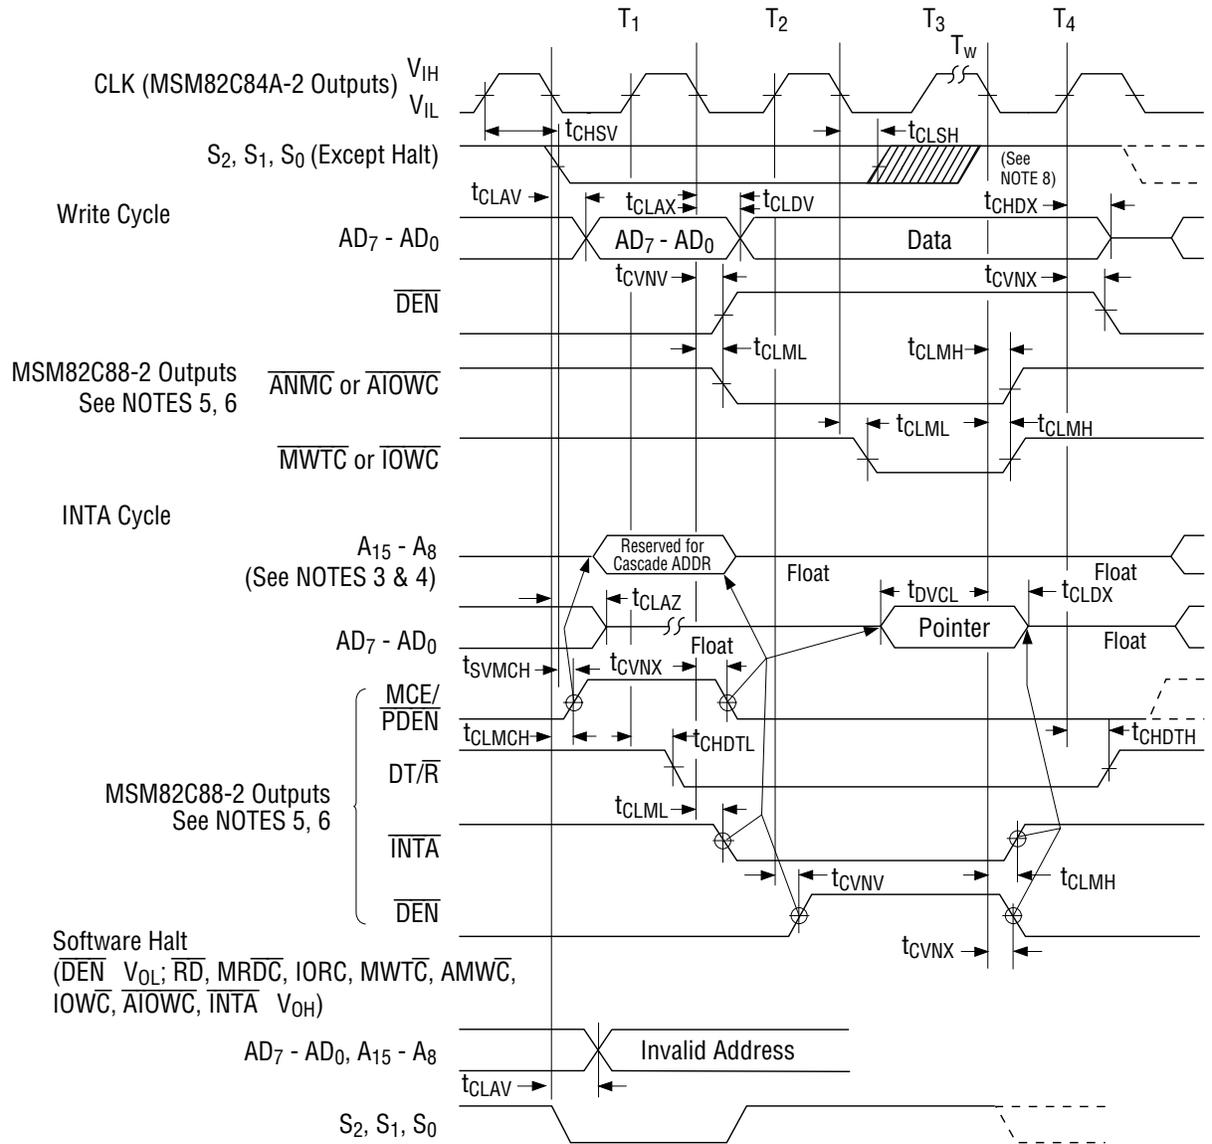 T1 T2 T3 T4
TW
CLK (MSM82C84A-2 Outputs) VIH
VIL
tCHSV tCLSH
S2, S1, S0 (Except Halt)
(See
NOTE 8)
tCLAV tCLAX tCLDV tCHDX
Write Cycle
AD7 - AD0 AD7 - AD0 Data
tCVNV tCVNX
DEN
tCLML tCLMH
MSM82C88-2 Outputs
See NOTES 5, 6
ANMC or AIOWC
tCLML tCLMH
MWTC or IOWC
INTA Cycle
A15 - A8
(See NOTES 3 & 4)
Reserved for
Cascade ADDR
Float Float
tCLAZ tDVCL tCLDX
AD7 - AD0 Pointer
Float Float
tSVMCH tCVNX
MCE/
PDEN
tCLMCH tCHDTL tCHDTH
DT/R
MSM82C88-2 Outputs
See NOTES 5, 6
tCLML
INTA
tCVNV tCLMH
DEN
tCVNX
Software Halt
(DEN VOL; RD, MRDC, IORC, MWTC, AMWC,
IOWC, AIOWC, INTA VOH)
AD7 - AD0, A15 - A8 Invalid Address
tCLAV
S2, S1, S0